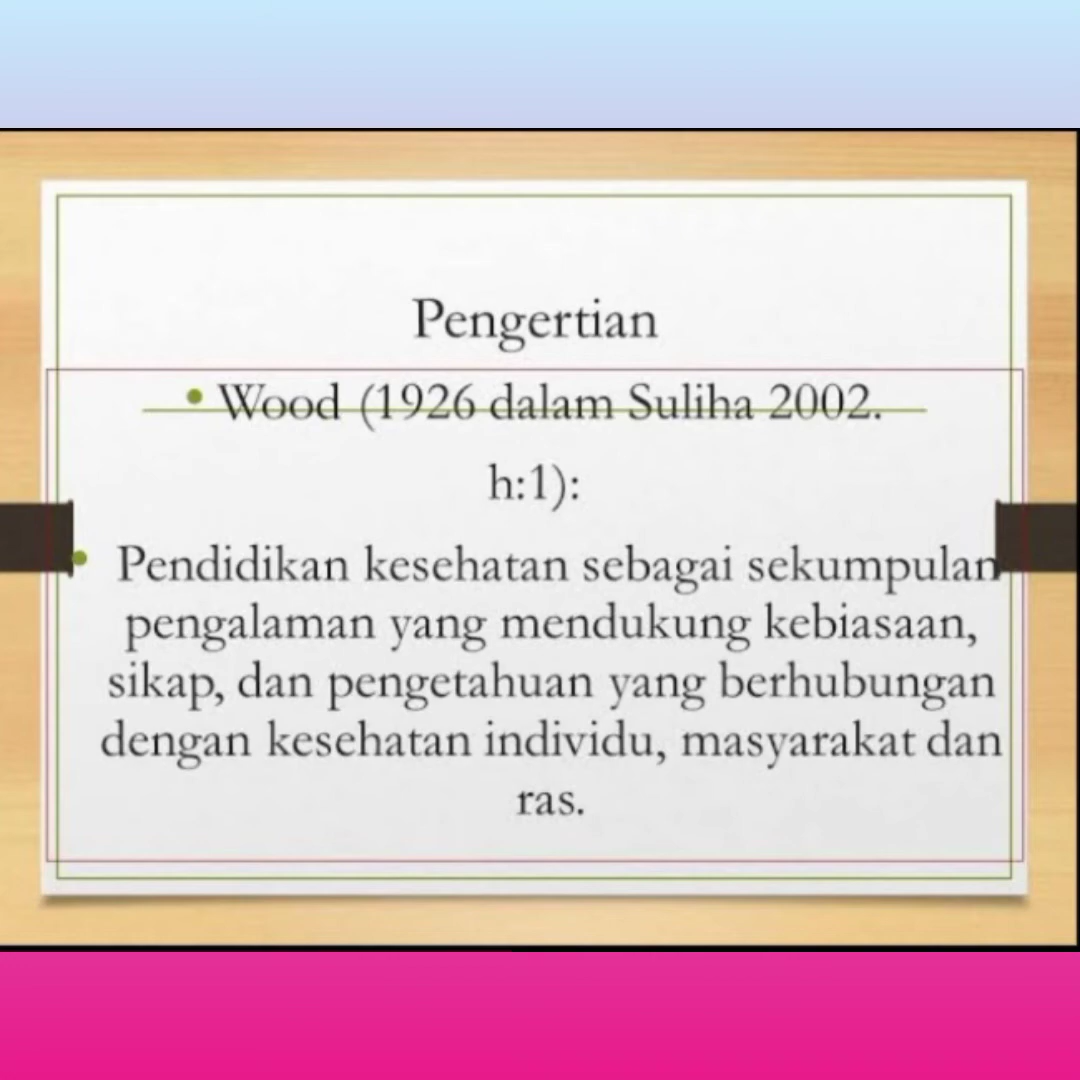 Pengertian
• Wood (1926 dalam Suliha 2002.
h:1):
• Pendidikan kesehatan sebagai sekumpulan
pengalaman yang mendukung kebiasaan,
sikap, dan pengetahuan yang berhubungan
dengan kesehatan individu, masyarakat dan
ras.